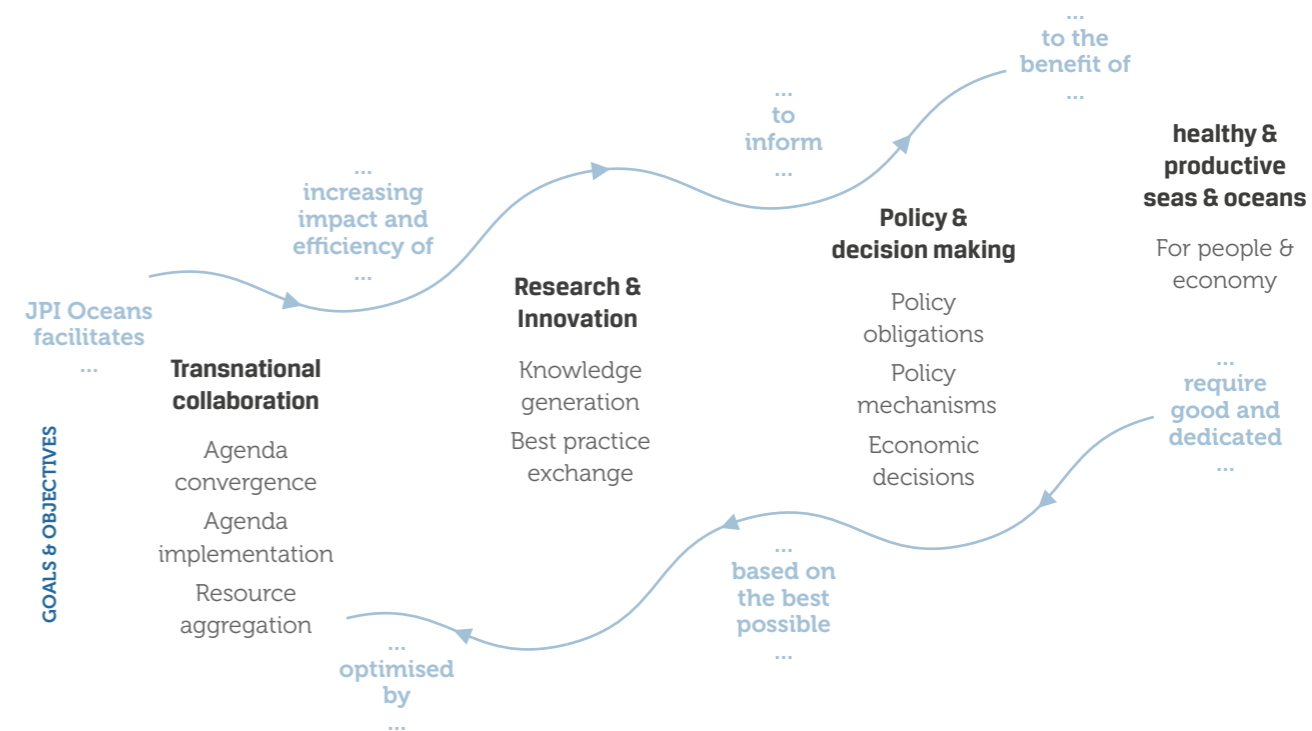 JPI Oceans
facilitates
...
GOALS & OBJECTIVES
Transnational
collaboration
Agenda
convergence
Agenda
implementation
Resource
aggregation
...
increasing
impact and
efficiency of
...
Research &
Innovation
Knowledge
generation
Best practice
exchange
...
to
inform
...
Policy &
decision making
Policy
obligations
Policy
mechanisms
Economic
decisions
...
to the
benefit of
...
healthy &
productive
seas & oceans
For people &
economy
...
require
good and
dedicated
...
...
based on
the best
possible
...
...
optimised
by
...